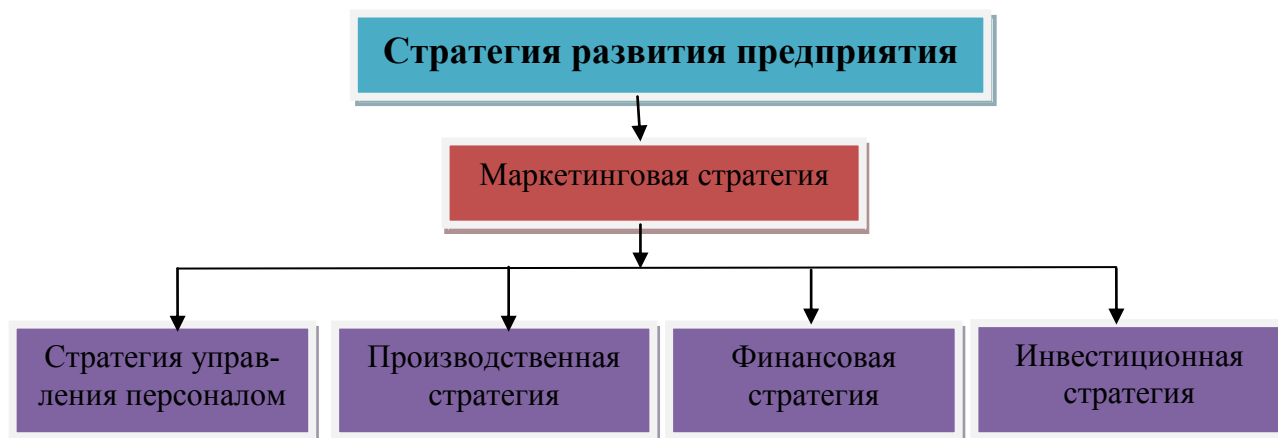 Стратегия развития предприятия
Маркетинговая стратегия
Стратегия управ-
ления персоналом
Производственная
стратегия
Финансовая
стратегия
Инвестиционная
стратегия